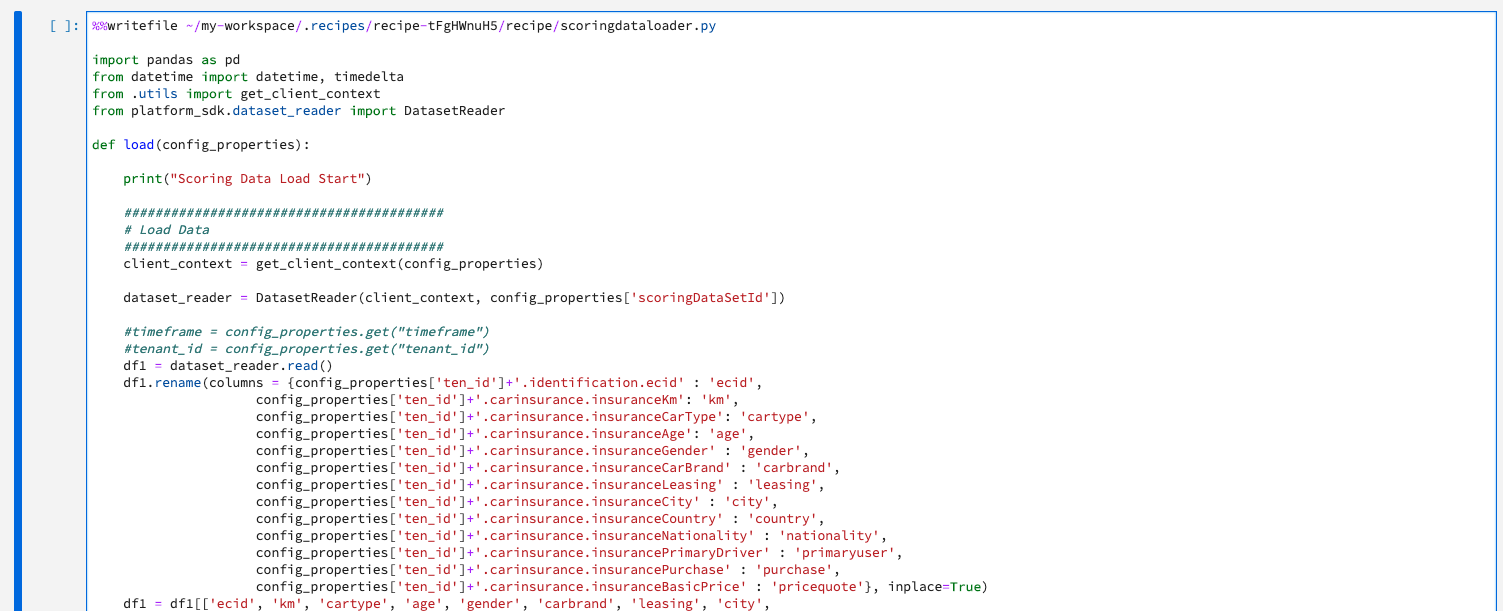 [ ]: %%writefile ~/my-workspace/.recipes/recipe-tFgHWnuH5/recipe/scoringdataloader.py
import pandas as pd
from datetime import datetime, timedelta
from .utils import get_client_context
from platform_sdk.dataset_reader import DatasetReader
def load(config_properties):
print("Scoring Data Load Start")
#########################################
# Load Data
#########################################
client_context = get_client_context(config_properties)
dataset_reader = DatasetReader(client_context, config_properties['scoringDataSetId'])
#timeframe = config_properties.get("timeframe")
#tenant_id = config_properties.get("tenant_id")
df1 = dataset_reader.read()
df1.rename(columns = {config_properties['ten_id']+'.identification.ecid' : 'ecid',
config_properties['ten_id']+'.carinsurance.insuranceKm': 'km',
config_properties['ten_id']+'.carinsurance.insuranceCarType': 'cartype',
config_properties['ten_id']+'.carinsurance.insuranceAge': 'age',
config_properties['ten_id']+'.carinsurance.insuranceGender' : 'gender',
config_properties['ten_id']+'.carinsurance.insuranceCarBrand' : 'carbrand',
config_properties['ten_id']+'.carinsurance.insuranceLeasing' : 'leasing',
config_properties['ten_id']+'.carinsurance.insuranceCity' : 'city',
config_properties['ten_id']+'.carinsurance.insuranceCountry' : 'country',
config_properties['ten_id']+'.carinsurance.insuranceNationality' : 'nationality',
config_properties['ten_id']+'.carinsurance.insurancePrimaryDriver' : 'primaryuser',
config_properties['ten_id']+'.carinsurance.insurancePurchase' : 'purchase',
config_properties['ten_id']+'.carinsurance.insuranceBasicPrice' : 'pricequote'}, inplace=True)
df1 = df1[['ecid', 'km', 'cartype', 'age', 'gender', 'carbrand', 'leasing', 'city',